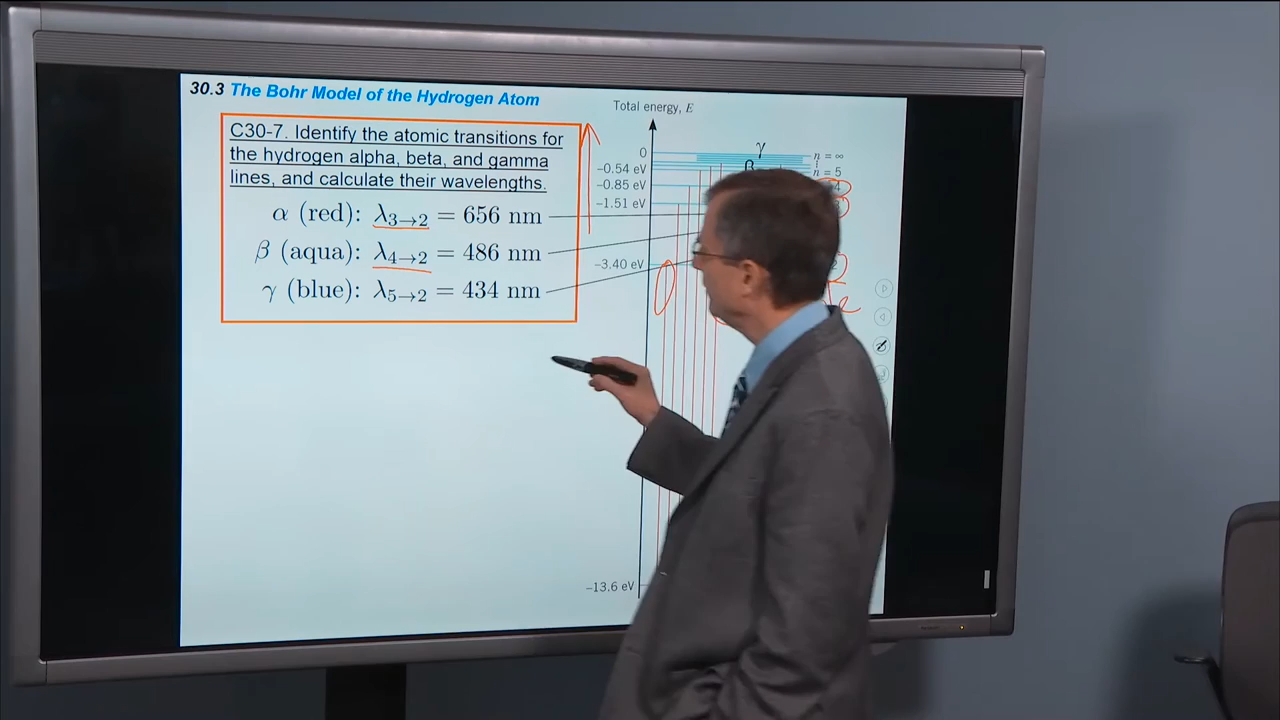 30.3 The Bohr Model of the Hydrogen Atom
C30-7. Identify the atomic transitions for
the hydrogen alpha, beta, and gamma
lines, and calculate their wavelengths.
α (red): λ3→2 = 656 nm
β (aqua): λ4→2 = 486 nm
γ (blue): λ5→2 = 434 nm
Total energy, E
γ
β
0
n = ∞
−0.54 eV
n = 5
−0.85 eV
−1.51 eV
−3.40 eV
−13.6 eV